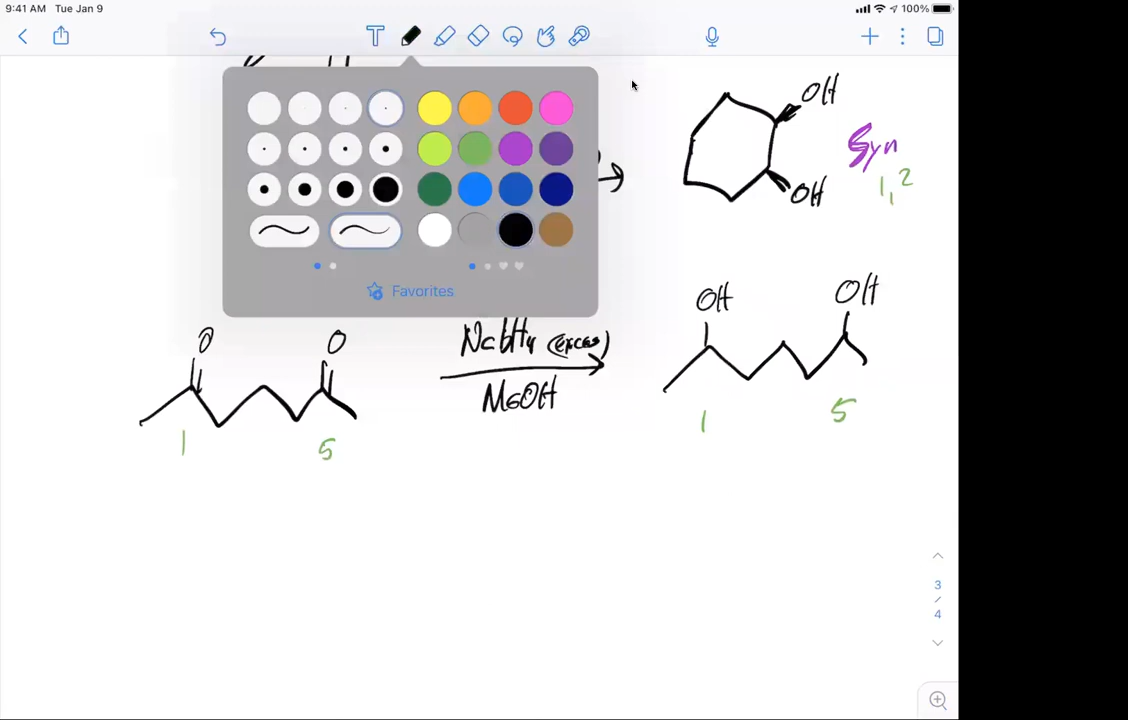 9:41 AM Tue Jan 9
100%
T
Favorites
OH
Syn
1,2
OH
O
O
NabH4 (excess)
MeOH
OH
OH
1
5
1
5
3
/
4